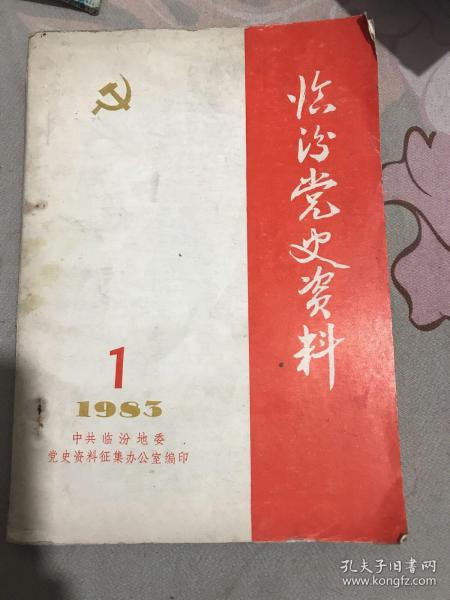 临汾党史资料
1
1983
中共临汾地委
党史资料征集办公室编印
孔夫子旧书网
www.kongfz.com